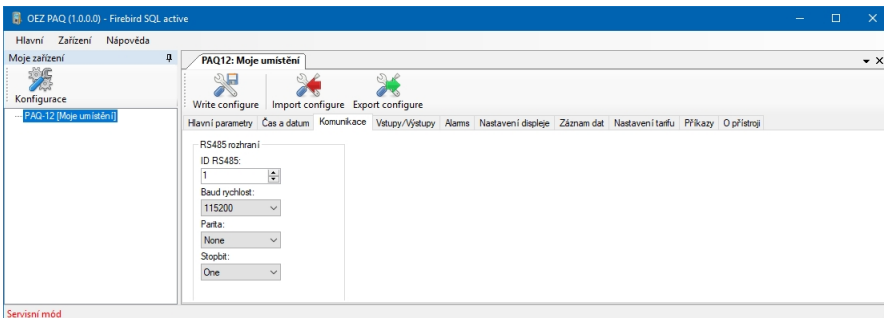 OEZ PAQ (1.0.0.0) - Firebird SQL active
Hlavní Zařízení Nápověda
Moje zařízení
Konfigurace
PAQ-12 [Moje umístění]
PAQ12: Moje umístění
Write configure Import configure Export configure
Hlavní parametry Čas a datum Komunikace Vstupy/Výstupy Alarms Nastavení displeje Záznam dat Nastavení tarifu Příkazy O přístroji
RS485 rozhraní
ID RS485:
1
Baud rychlost:
115200
Parita:
None
Stopbit:
One
Servisní mód